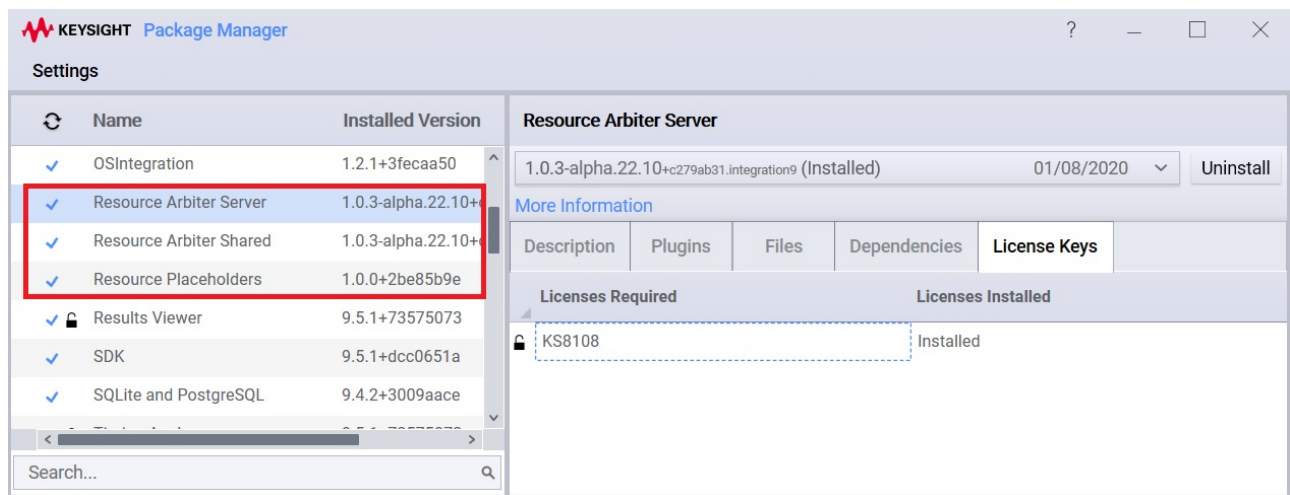 KEYSIGHT Package Manager ?
Settings
Name Installed Version
OSIntegration 1.2.1+3fecaa50
Resource Arbiter Server 1.0.3-alpha.22.10+
Resource Arbiter Shared 1.0.3-alpha.22.10+
Resource Placeholders 1.0.0+2be85b9e
Results Viewer 9.5.1+73575073
SDK 9.5.1+dcc0651a
SQLite and PostgreSQL 9.4.2+3009aace
Search...
Resource Arbiter Server
1.0.3-alpha.22.10+c279ab31.integration9 (Installed) 01/08/2020 Uninstall
More Information
Description Plugins Files Dependencies License Keys
Licenses Required Licenses Installed
KS8108 Installed